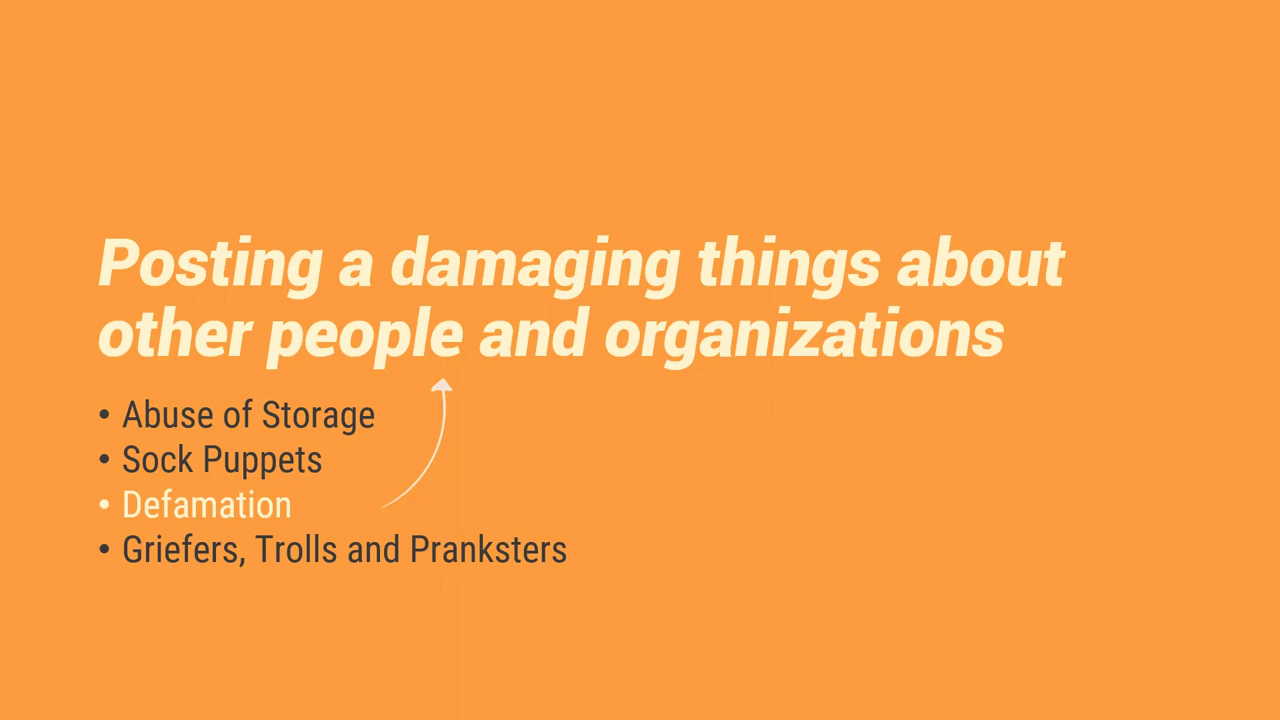 Posting a damaging things about
other people and organizations
• Abuse of Storage
• Sock Puppets
• Defamation
• Griefers, Trolls and Pranksters